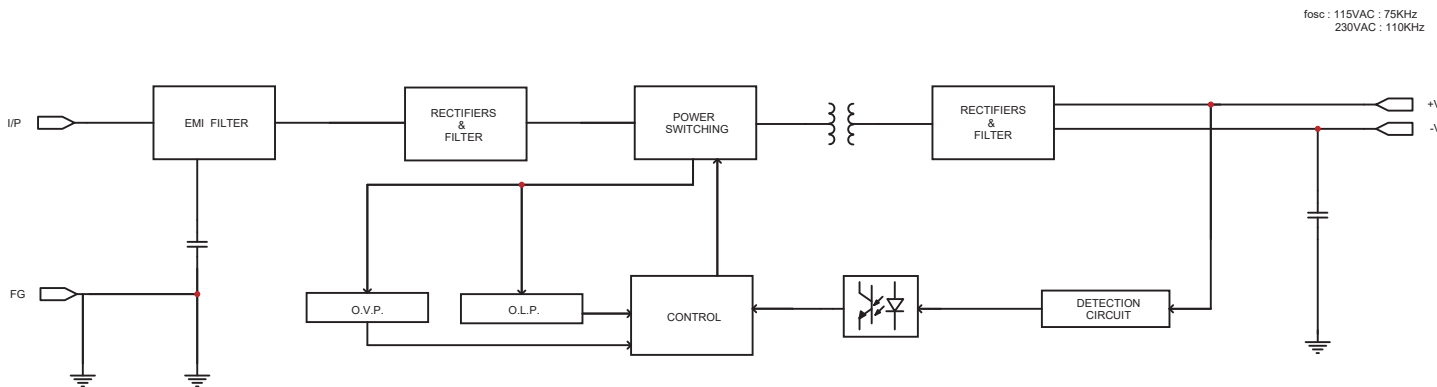 fosc : 115VAC : 75KHz
230VAC : 110KHz
I/P
EMI FILTER
RECTIFIERS
&
FILTER
POWER
SWITCHING
RECTIFIERS
&
FILTER
+V
-V
FG
O.V.P.
O.L.P.
CONTROL
DETECTION
CIRCUIT